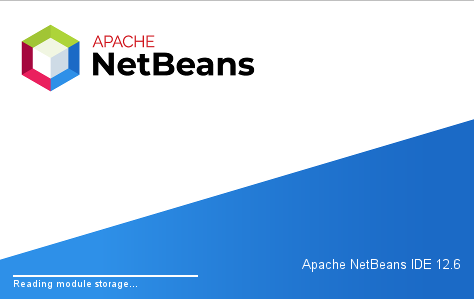 APACHE
NetBeans
Apache NetBeans IDE 12.6
Reading module storage...